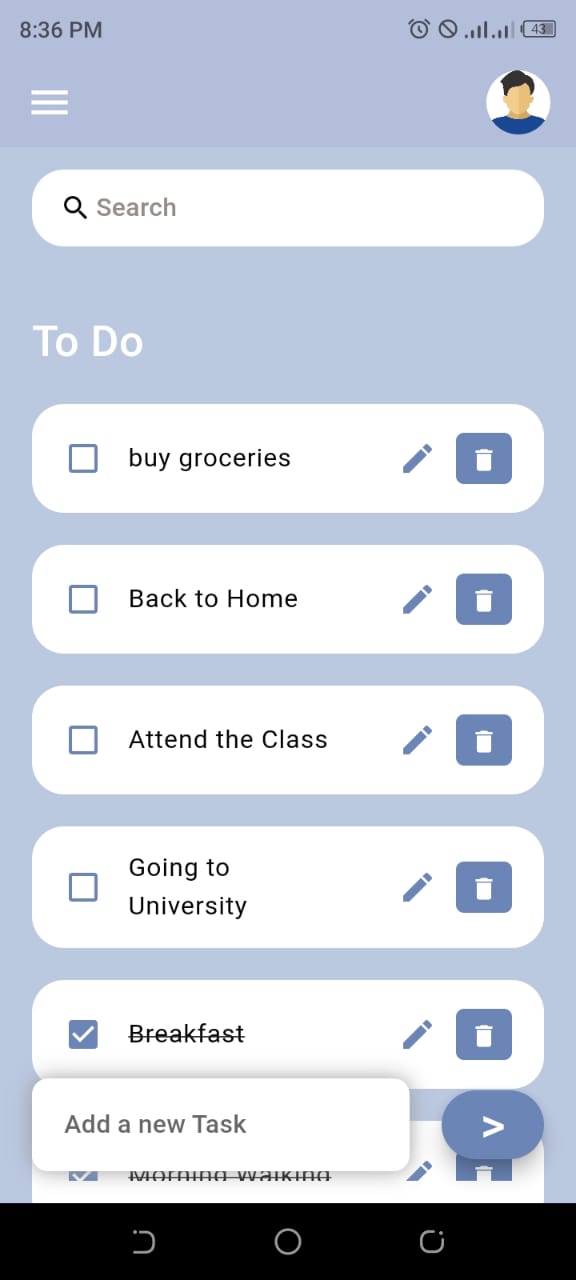 8:36 PM
43
Search
To Do
buy groceries
Back to Home
Attend the Class
Going to
University
Breakfast
Add a new Task
>
Morning Walking